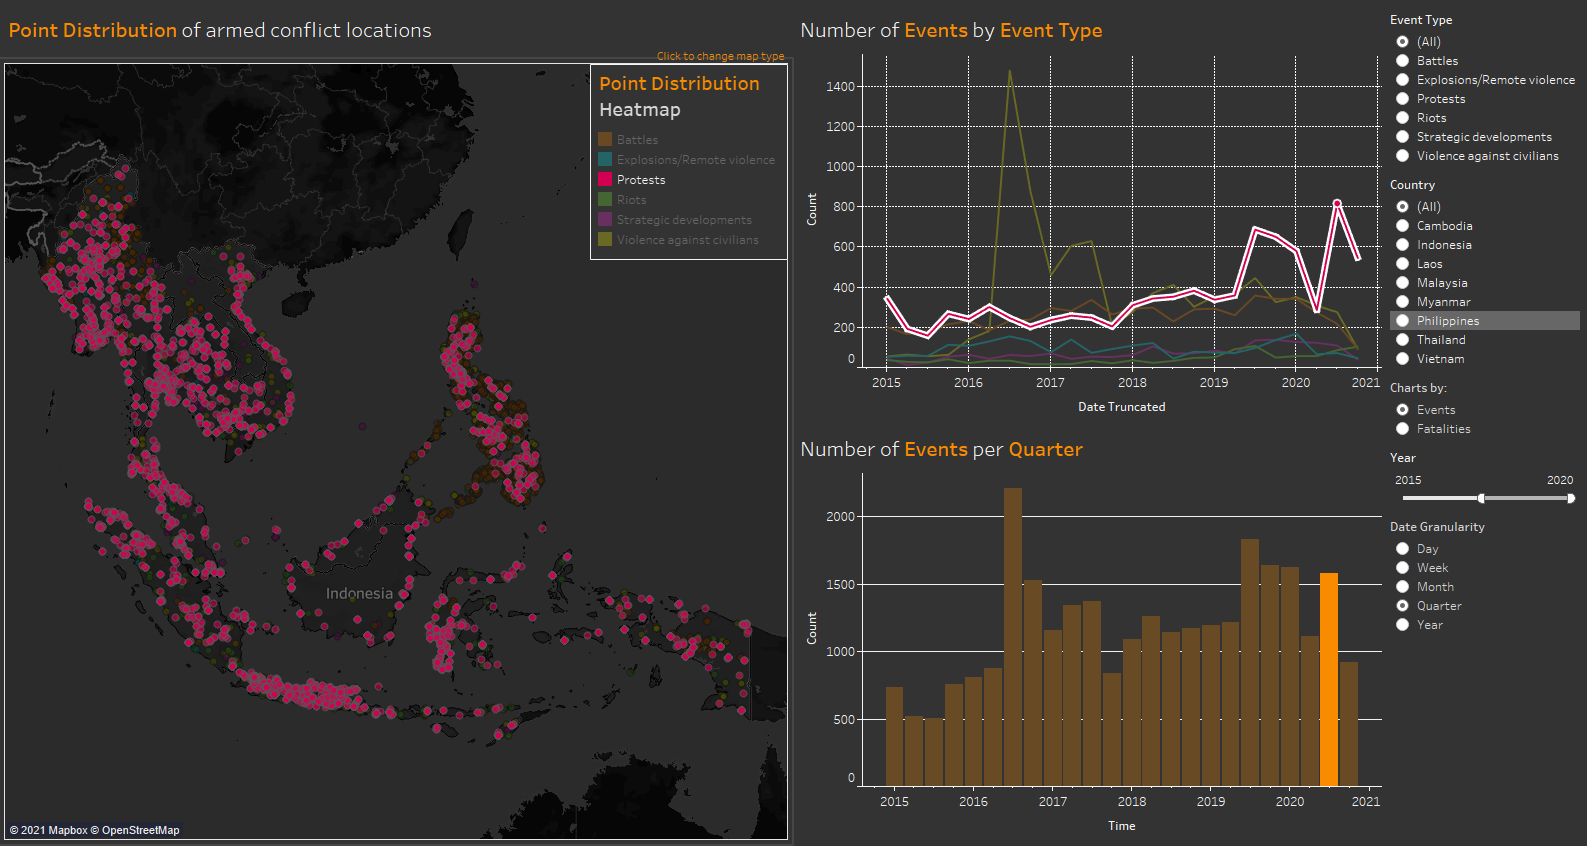 Point Distribution of armed conflict locations
Click to change map type
Point Distribution
Heatmap
Battles
Explosions/Remote violence
Protests
Riots
Strategic developments
Violence against civilians
Indonesia
© 2021 Mapbox © OpenStreetMap
Number of Events by Event Type
1400
1200
1000
800
600
400
200
0
Count
2015 2016 2017 2018 2019 2020 2021
Date Truncated
Number of Events per Quarter
2000
1500
1000
500
0
Count
2015 2016 2017 2018 2019 2020 2021
Time
Event Type
(All)
Battles
Explosions/Remote violence
Protests
Riots
Strategic developments
Violence against civilians
Country
(All)
Cambodia
Indonesia
Laos
Malaysia
Myanmar
Philippines
Thailand
Vietnam
Charts by:
Events
Fatalities
Year
2015 2020
Date Granularity
Day
Week
Month
Quarter
Year